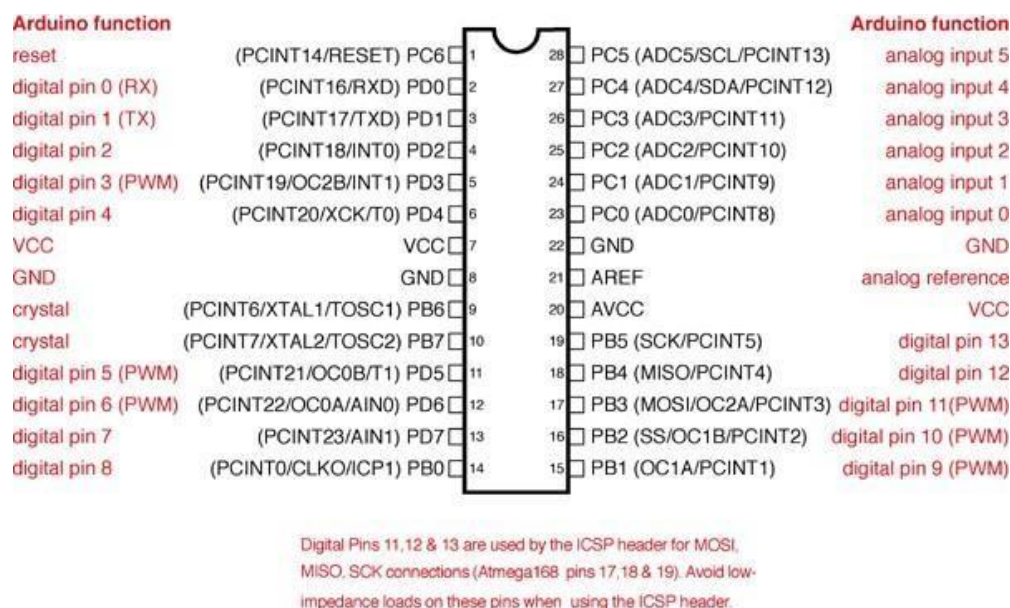 Arduino function Arduino function
reset (PCINT14/RESET) PC6 1 28 PC5 (ADC5/SCL/PCINT13) analog input 5
digital pin 0 (RX) (PCINT16/RXD) PD0 2 27 PC4 (ADC4/SDA/PCINT12) analog input 4
digital pin 1 (TX) (PCINT17/TXD) PD1 3 26 PC3 (ADC3/PCINT11) analog input 3
digital pin 2 (PCINT18/INT0) PD2 4 25 PC2 (ADC2/PCINT10) analog input 2
digital pin 3 (PWM) (PCINT19/OC2B/INT1) PD3 5 24 PC1 (ADC1/PCINT9) analog input 1
digital pin 4 (PCINT20/XCK/T0) PD4 6 23 PC0 (ADC0/PCINT8) analog input 0
VCC VCC 7 22 GND GND
GND GND 8 21 AREF analog reference
crystal (PCINT6/XTAL1/TOSC1) PB6 9 20 AVCC VCC
crystal (PCINT7/XTAL2/TOSC2) PB7 10 19 PB5 (SCK/PCINT5) digital pin 13
digital pin 5 (PWM) (PCINT21/OC0B/T1) PD5 11 18 PB4 (MISO/PCINT4) digital pin 12
digital pin 6 (PWM) (PCINT22/OC0A/AIN0) PD6 12 17 PB3 (MOSI/OC2A/PCINT3) digital pin 11(PWM)
digital pin 7 (PCINT23/AIN1) PD7 13 16 PB2 (SS/OC1B/PCINT2) digital pin 10 (PWM)
digital pin 8 (PCINT0/CLKO/ICP1) PB0 14 15 PB1 (OC1A/PCINT1) digital pin 9 (PWM)
Digital Pins 11,12 & 13 are used by the ICSP header for MOSI,
MISO, SCK connections (Atmega168 pins 17,18 & 19). Avoid low-
impedance loads on these pins when using the ICSP header.